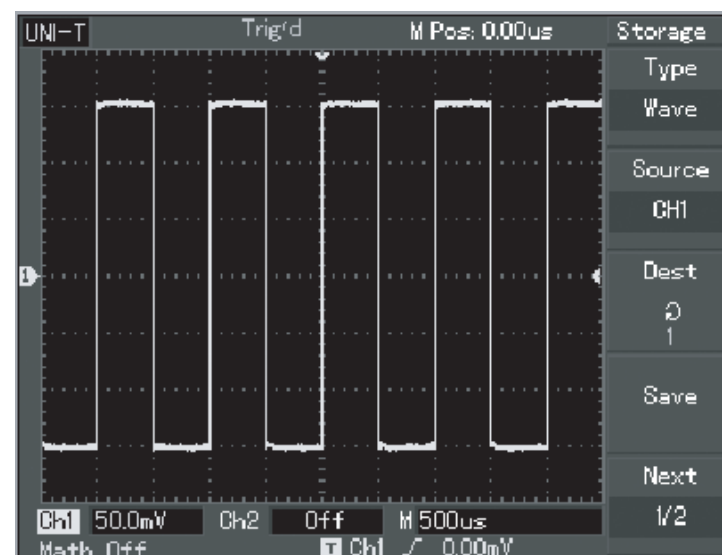 UNI-T Trig'd M Pos: 0.00us Storage
Type
Wave
Source
CH1
1
Dest
1
Save
Next
Ch1 50.0mV Ch2 Off M 500us 1/2
Math Off T Ch1 0.00mV